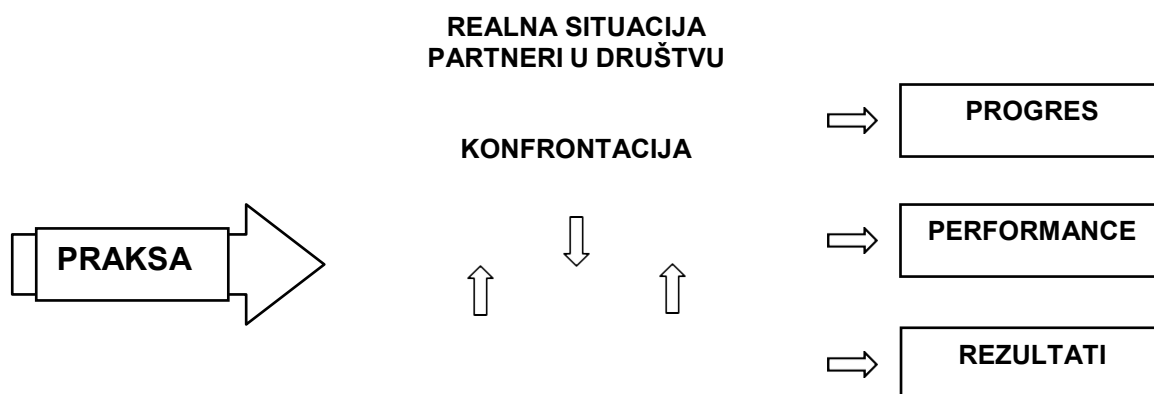 REALNA SITUACIJA
PARTNERI U DRUŠTVU
PROGRES
KONFRONTACIJA
PRAKSA
PERFORMANCE
REZULTATI